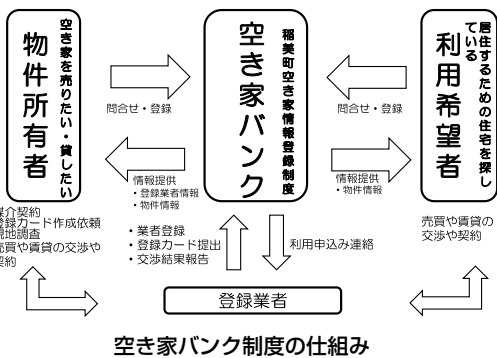 空き家を売りたい・貸したい
物件所有者
稲美町空き家情報登録制度
空き家バンク
居住するための住宅を探し
ている
利用希望者
問合せ・登録
問合せ・登録
情報提供
・登録業者情報
・物件情報
情報提供
・物件情報
媒介契約
登録カード作成依頼
現地調査
売買や賃貸の交渉や
契約
・業者登録
・登録カード提出
・交渉結果報告
利用申込み連絡
売買や賃貸の
交渉や契約
登録業者
空き家バンク制度の仕組み